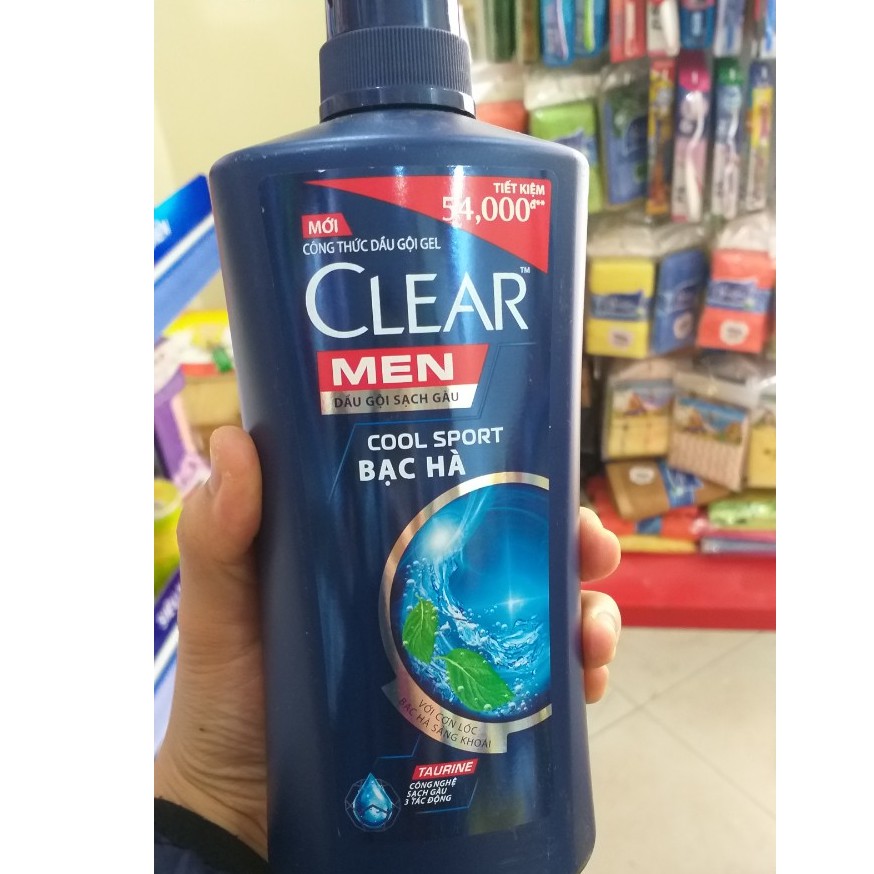 TIẾT KIỆM
54,000đ**
MỚI
CÔNG THỨC DẦU GỘI GEL
CLEAR™
MEN
DẦU GỘI SẠCH GÀU
COOL SPORT
BẠC HÀ
VỚI CƠN LỐC
BẠC HÀ SẢNG KHOÁI
TAURINE
CÔNG NGHỆ
SẠCH GÀU
3 TÁC ĐỘNG